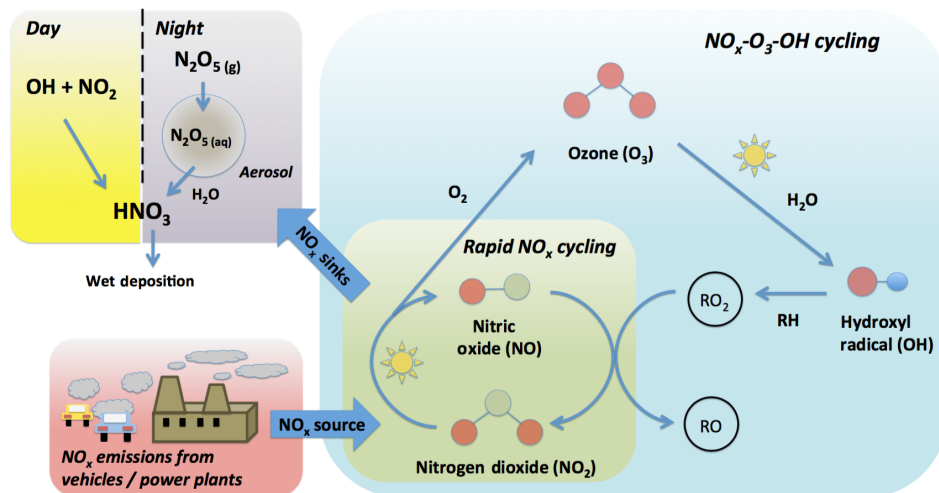 Day
Night
OH + NO₂
N₂O₅ (g)
N₂O₅ (aq)
Aerosol
H₂O
HNO₃
Wet deposition
NOₓ sinks
NOₓ-O₃-OH cycling
Ozone (O₃)
O₂
H₂O
Rapid NOₓ cycling
Nitric
oxide (NO)
RO₂
RH
Hydroxyl
radical (OH)
RO
Nitrogen dioxide (NO₂)
NOₓ source
NOₓ emissions from
vehicles / power plants